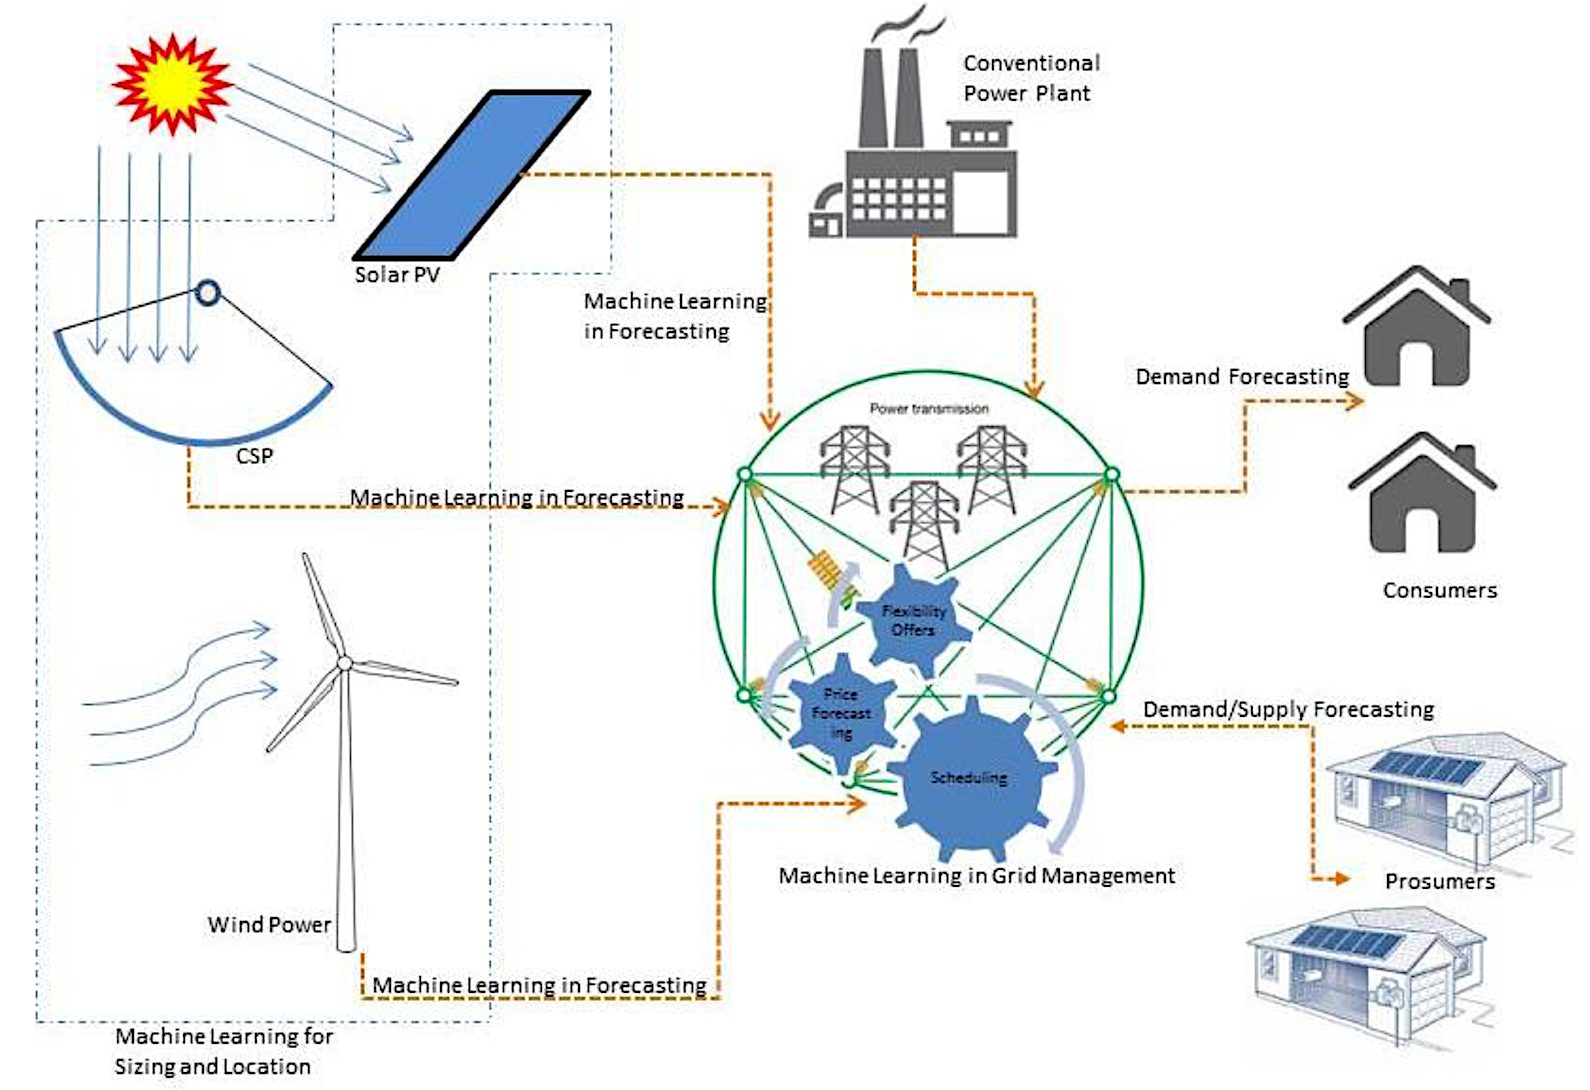 Conventional
Power Plant
Solar PV
Machine Learning
in Forecasting
Demand Forecasting
Power transmission
CSP
Machine Learning in Forecasting
Consumers
Flexibility
Offers
Price
Forecast
ing
Demand/Supply Forecasting
Scheduling
Machine Learning in Grid Management
Prosumers
Wind Power
Machine Learning in Forecasting
Machine Learning for
Sizing and Location